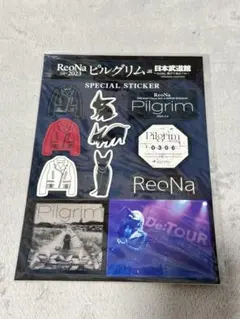 ReoNa
2023
ピルグリム
日本武道館
SPECIAL STICKER
ReoNa
Pilgrim
Pilgrim
0306
ReoNa
Pilgrim
De:TOUR